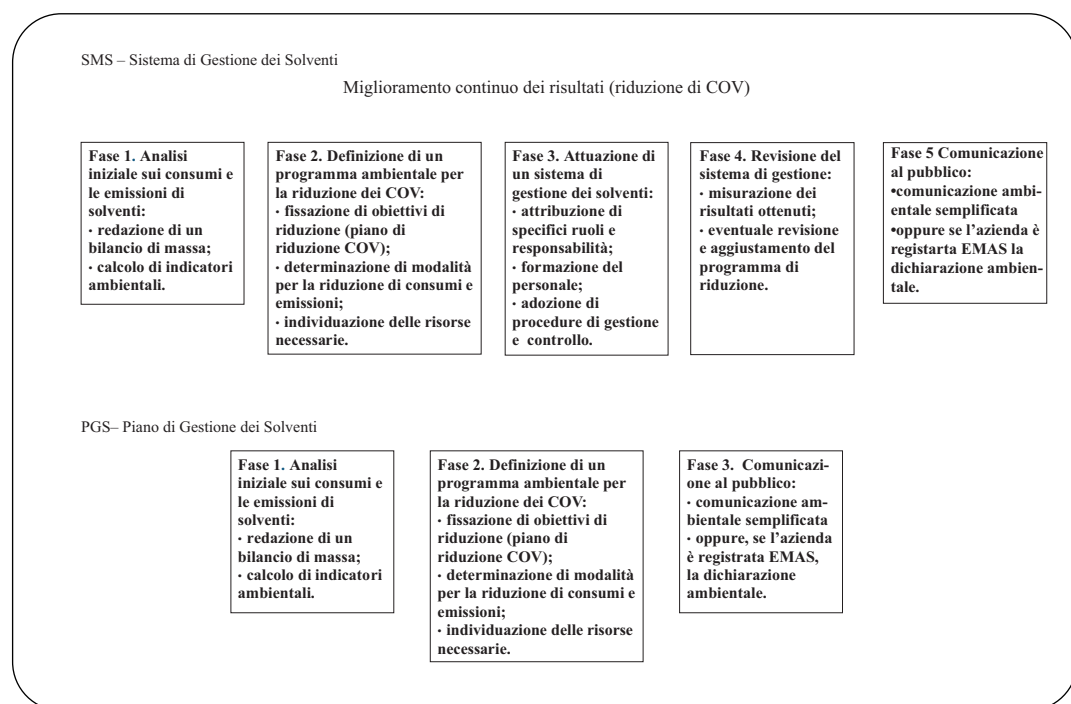 SMS – Sistema di Gestione dei Solventi
Miglioramento continuo dei risultati (riduzione di COV)
Fase 1. Analisi
iniziale sui consumi e
le emissioni di
solventi:
· redazione di un
bilancio di massa;
· calcolo di indicatori
ambientali.
Fase 2. Definizione di un
programma ambientale per
la riduzione dei COV:
· fissazione di obiettivi di
riduzione (piano di
riduzione COV);
· determinazione di modalità
per la riduzione di consumi e
emissioni;
· individuazione delle risorse
necessarie.
Fase 3. Attuazione di
un sistema di
gestione dei solventi:
· attribuzione di
specifici ruoli e
responsabilità;
· formazione del
personale;
· adozione di
procedure di gestione
e controllo.
Fase 4. Revisione del
sistema di gestione:
· misurazione dei
risultati ottenuti;
· eventuale revisione
e aggiustamento del
programma di
riduzione.
Fase 5 Comunicazione
al pubblico:
•comunicazione ambi-
entale semplificata
•oppure se l’azienda è
registarta EMAS la
dichiarazione ambien-
tale.
PGS– Piano di Gestione dei Solventi
Fase 1. Analisi
iniziale sui consumi e
le emissioni di
solventi:
· redazione di un
bilancio di massa;
· calcolo di indicatori
ambientali.
Fase 2. Definizione di un
programma ambientale per
la riduzione dei COV:
· fissazione di obiettivi di
riduzione (piano di
riduzione COV);
· determinazione di modalità
per la riduzione di consumi e
emissioni;
· individuazione delle risorse
necessarie.
Fase 3. Comunicazi-
one al pubblico:
· comunicazione am-
bientale semplificata
· oppure, se l’azienda
è registrata EMAS,
la dichiarazione
ambientale.